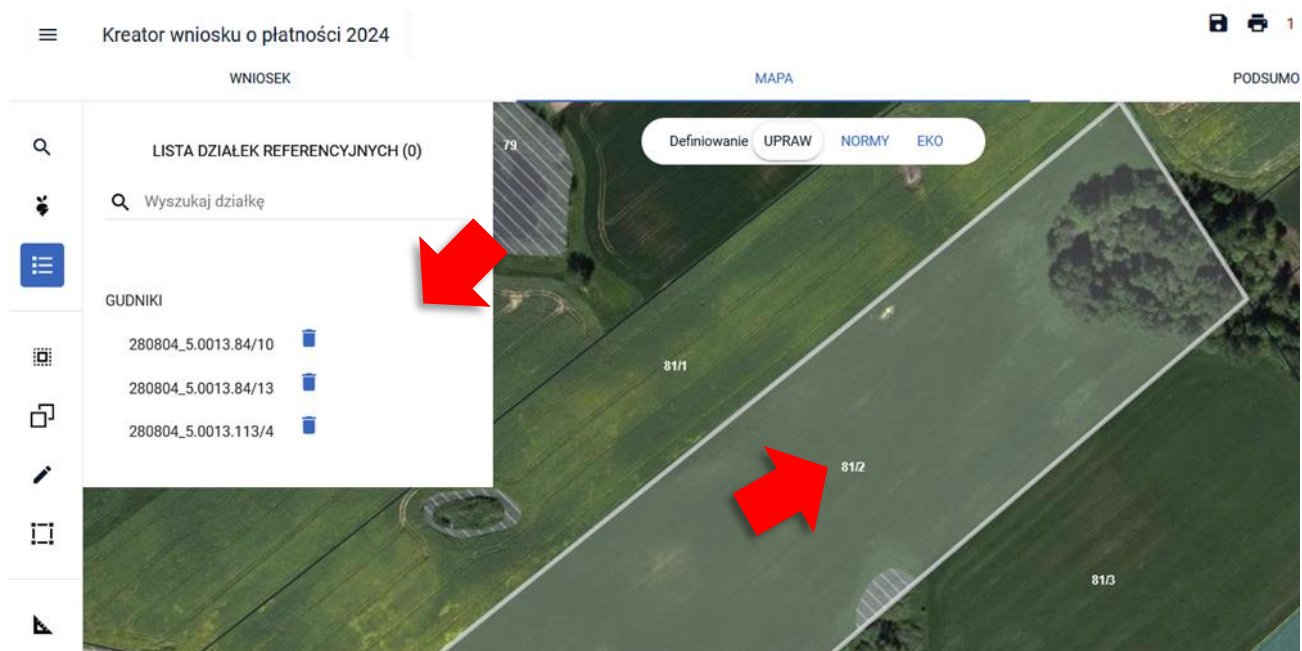 Kreator wniosku o płatności 2024
1
WNIOSEK
MAPA
PODSUMO
LISTA DZIAŁEK REFERENCYJNYCH (0)
Wyszukaj działkę
GUDNIKI
280804_5.0013.84/10
280804_5.0013.84/13
280804_5.0013.113/4
Definiowanie UPRAW NORMY EKO
79
81/1
81/2
81/3